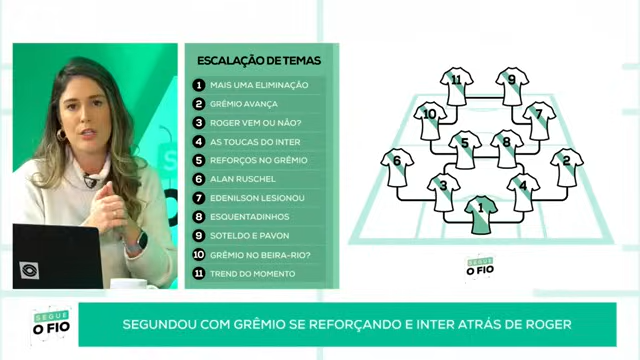 ESCALAÇÃO DE TEMAS
1 MAIS UMA ELIMINAÇÃO
2 GRÊMIO AVANÇA
3 ROGER VEM OU NÃO?
4 AS TOUCAS DO INTER
5 REFORÇOS NO GRÊMIO
6 ALAN RUSCHEL
7 EDENILSON LESIONOU
8 ESQUENTADINHOS
9 SOTELDO E PAVON
10 GRÊMIO NO BEIRA-RIO?
11 TREND DO MOMENTO
11 9
10 7
5 8
6 2
3 4
1
SEGUE
O FIO
SEGUE
O FIO
SEGUNDOU COM GRÊMIO SE REFORÇANDO E INTER ATRÁS DE ROGER